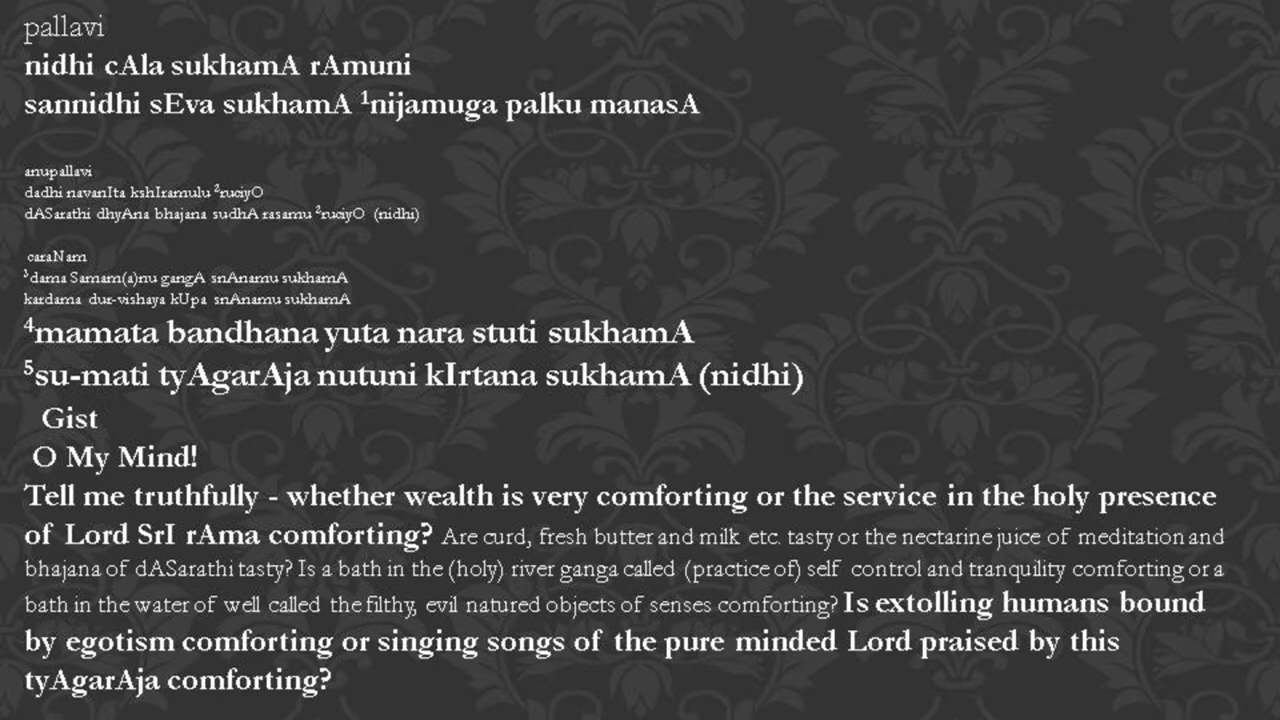 pallavi
nidhi cAla sukhamA rAmuni
sannidhi sEva sukhamA ¹nijamuga palku manasA
anupallavi
dadhi navanIta kshIramulu ²ruciyO
dASarathi dhyAna bhajana sudhA rasamu ²ruciyO (nidhi)
caraNam
³dama Samam(a)nu gangA snAnamu sukhamA
kardama dur-vishaya kUpa snAnamu sukhamA
⁴mamata bandhana yuta nara stuti sukhamA
⁵su-mati tyAgarAja nutuni kIrtana sukhamA (nidhi)
Gist
O My Mind!
Tell me truthfully - whether wealth is very comforting or the service in the holy presence
of Lord SrI rAma comforting? Are curd, fresh butter and milk etc. tasty or the nectarine juice of meditation and
bhajana of dASarathi tasty? Is a bath in the (holy) river ganga called (practice of) self control and tranquility comforting or a
bath in the water of well called the filthy, evil natured objects of senses comforting? Is extolling humans bound
by egotism comforting or singing songs of the pure minded Lord praised by this
tyAgarAja comforting?